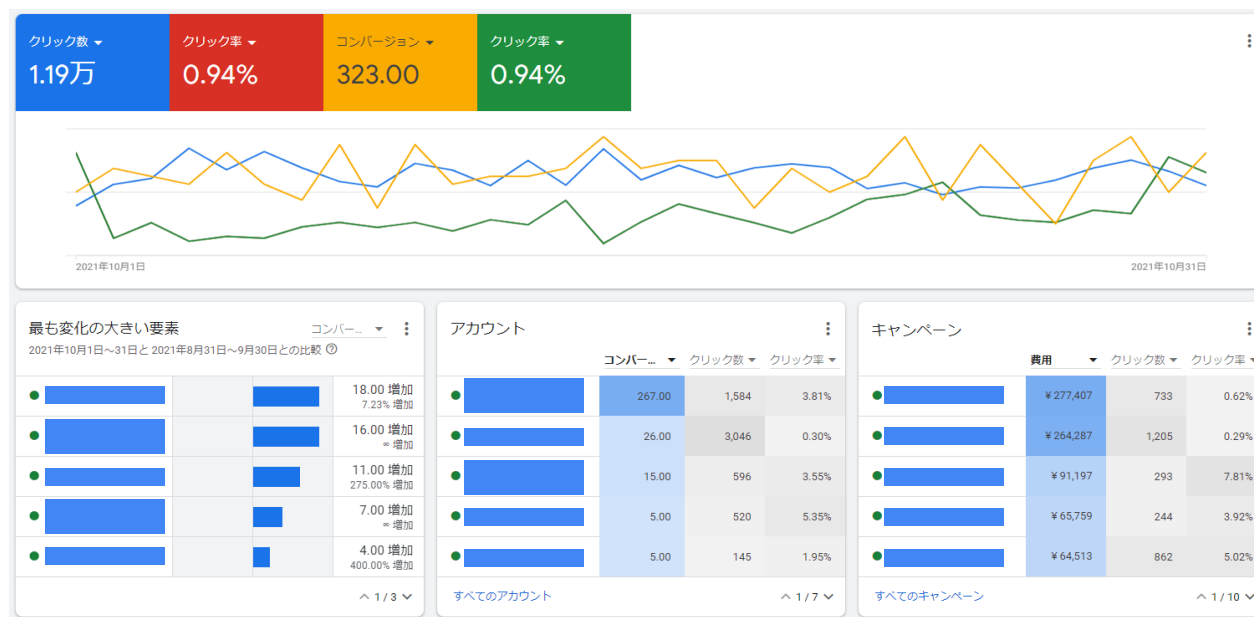 クリック数
クリック率
コンバージョン
クリック率
1.19万
0.94%
323.00
0.94%
2021年10月1日
2021年10月31日
最も変化の大きい要素
コンバー...
2021年10月1日～31日と 2021年8月31日～9月30日との比較
18.00 増加
7.23% 増加
16.00 増加
∞ 増加
11.00 増加
275.00% 増加
7.00 増加
∞ 増加
4.00 増加
400.00% 増加
1 / 3
アカウント
コンバー... クリック数 クリック率
267.00 1,584 3.81%
26.00 3,046 0.30%
15.00 596 3.55%
5.00 520 5.35%
5.00 145 1.95%
すべてのアカウント
1 / 7
キャンペーン
費用 クリック数 クリック率
¥277,407 733 0.62%
¥264,287 1,205 0.29%
¥91,197 293 7.81%
¥65,759 244 3.92%
¥64,513 862 5.02%
すべてのキャンペーン
1 / 10